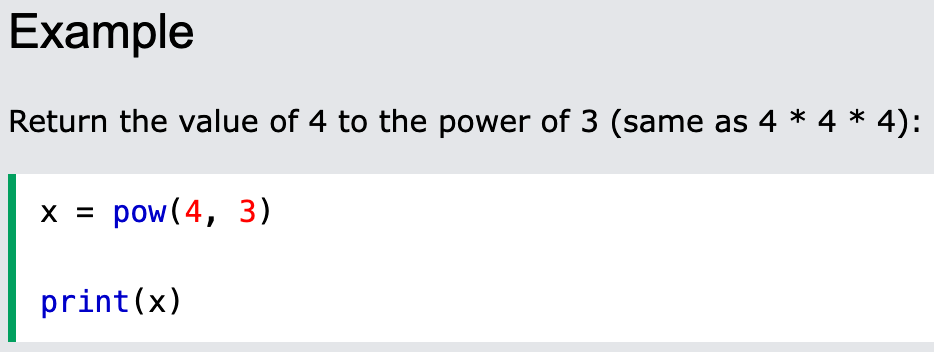 Example
Return the value of 4 to the power of 3 (same as 4 * 4 * 4):
x = pow(4, 3)
print(x)